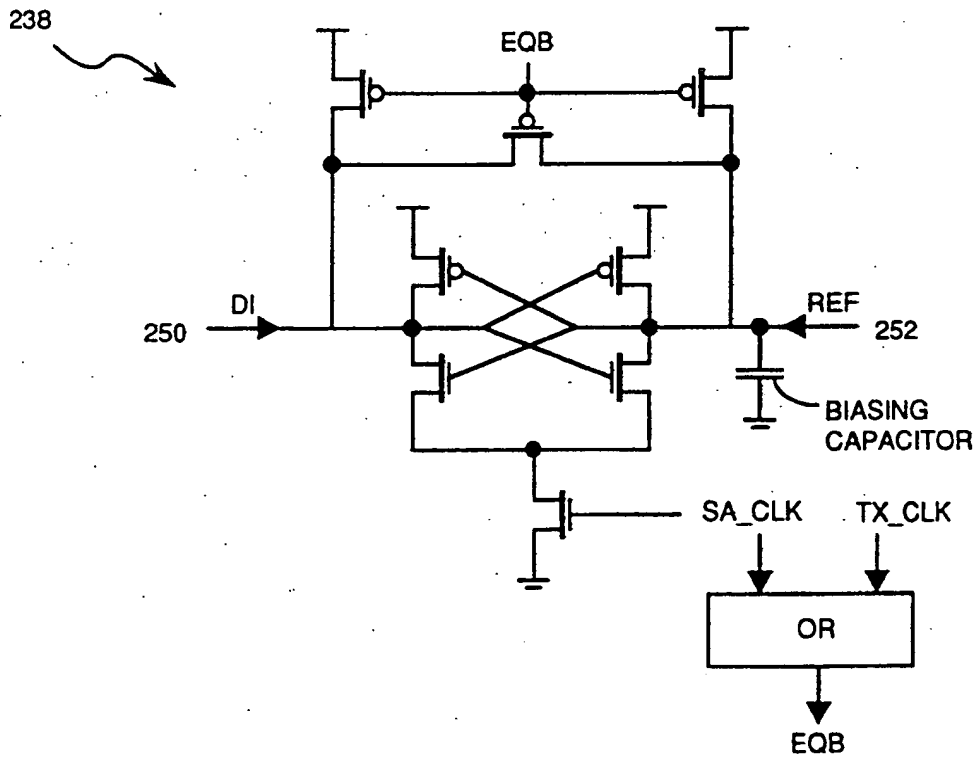 238
EQB
DI
250
REF
252
BIASING
CAPACITOR
SA_CLK
TX_CLK
OR
EQB